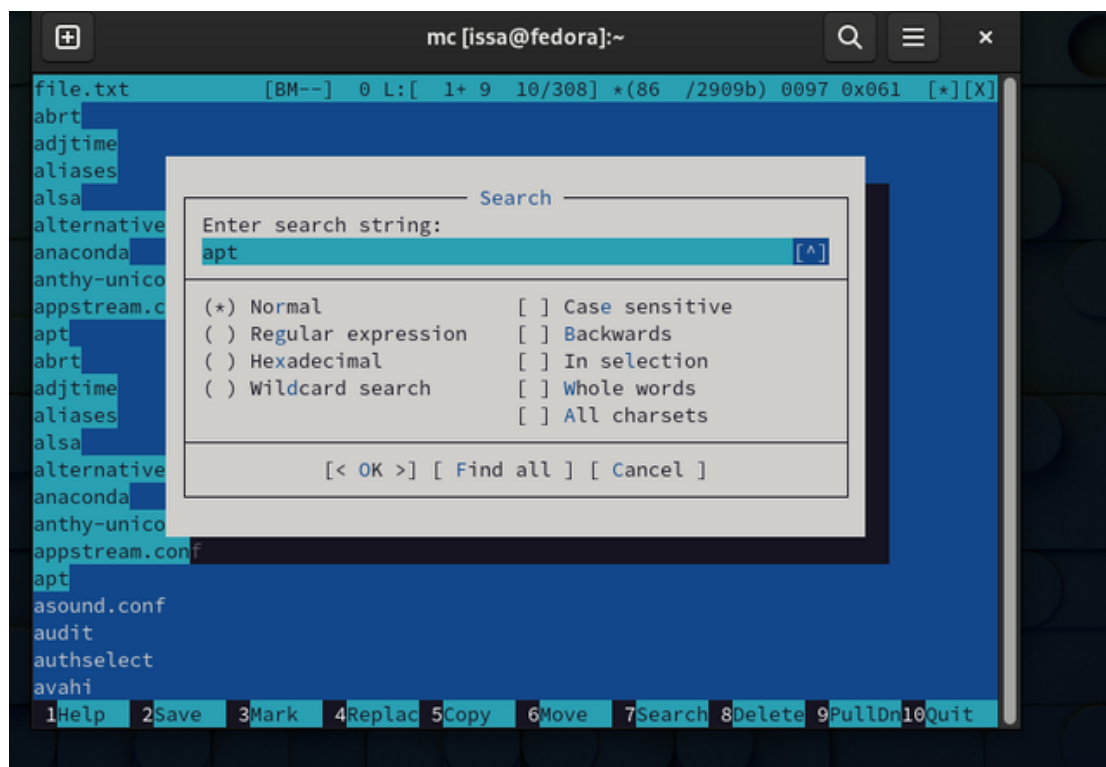 mc [issa@fedora]:~
file.txt [BM--] 0 L:[ 1+ 9 10/308] *(86 /2909b) 0097 0x061 [*][X]
abrt
adjtime
aliases
alsa
Search
alternative
Enter search string:
anaconda
apt [^]
anthy-unico
appstream.c
(*) Normal [ ] Case sensitive
apt
( ) Regular expression [ ] Backwards
abrt
( ) Hexadecimal [ ] In selection
adjtime
( ) Wildcard search [ ] Whole words
aliases
[ ] All charsets
alsa
alternative
[< OK >] [ Find all ] [ Cancel ]
anaconda
anthy-unico
appstream.conf
apt
asound.conf
audit
authselect
avahi
1Help 2Save 3Mark 4Replac 5Copy 6Move 7Search 8Delete 9PullDn 10Quit